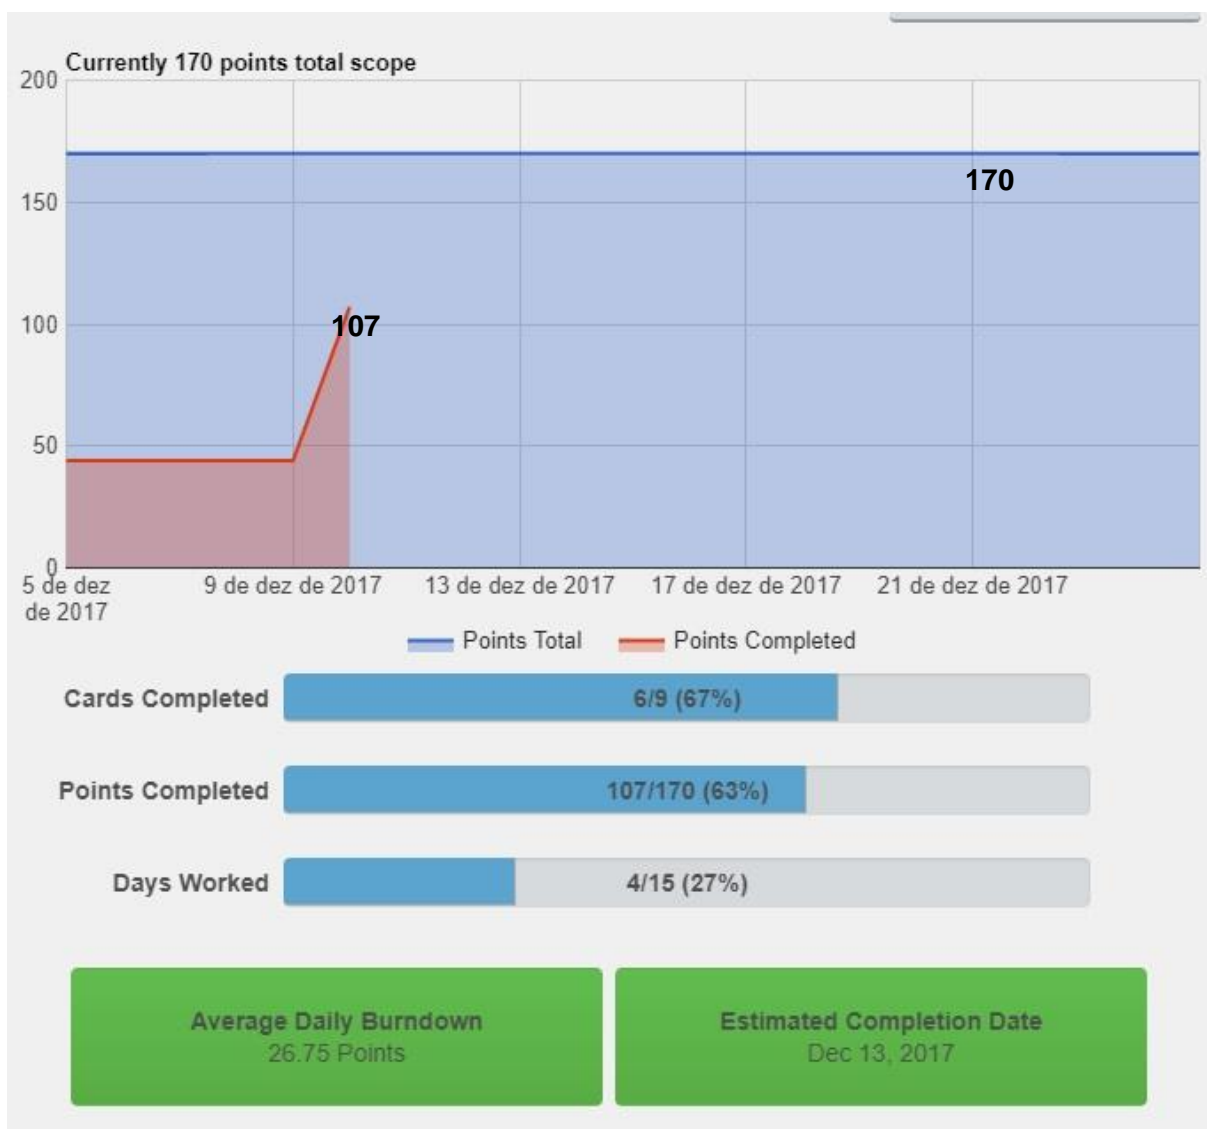 Currently 170 points total scope
200
170
150
107
100
50
0
5 de dez 9 de dez de 2017 13 de dez de 2017 17 de dez de 2017 21 de dez de 2017
de 2017
Points Total Points Completed
Cards Completed 6/9 (67%)
Points Completed 107/170 (63%)
Days Worked 4/15 (27%)
Average Daily Burndown
26.75 Points
Estimated Completion Date
Dec 13, 2017